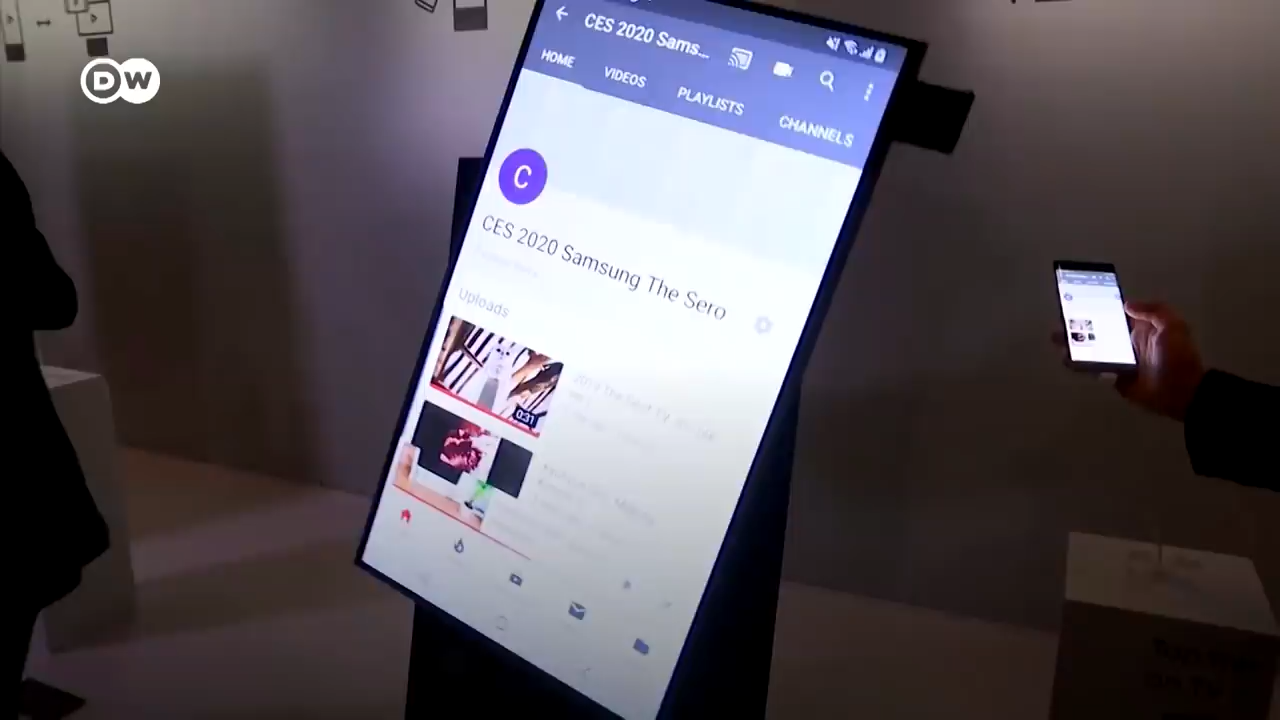 DW
CES 2020 Sams...
HOME VIDEOS PLAYLISTS CHANNELS
C
CES 2020 Samsung The Sero
Uploads
0:31